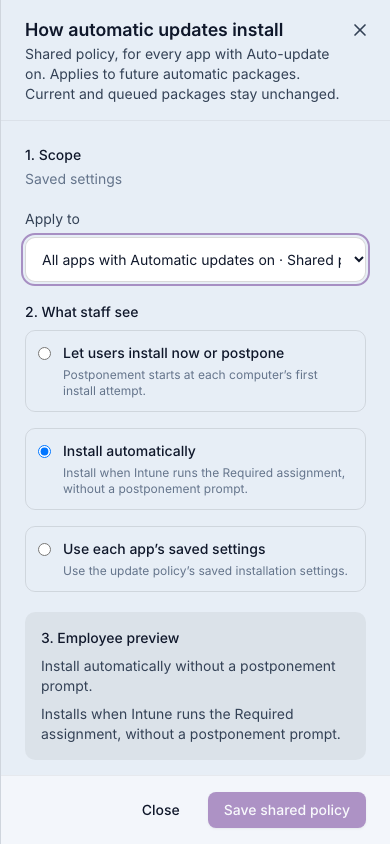 How automatic updates install
Shared policy, for every app with Auto-update
on. Applies to future automatic packages.
Current and queued packages stay unchanged.
1. Scope
Saved settings
Apply to
All apps with Automatic updates on · Shared
2. What staff see
Let users install now or postpone
Postponement starts at each computer’s first
install attempt.
Install automatically
Install when Intune runs the Required assignment,
without a postponement prompt.
Use each app’s saved settings
Use the update policy’s saved installation settings.
3. Employee preview
Install automatically without a postponement
prompt.
Installs when Intune runs the Required
assignment, without a postponement prompt.
Close
Save shared policy